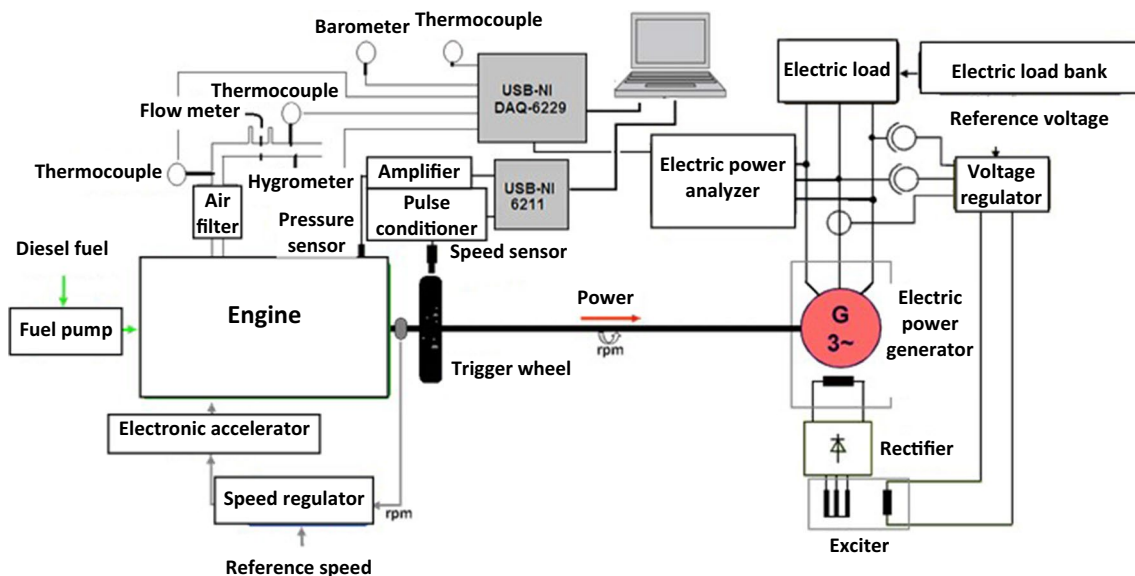 Barometer
Thermocouple
USB-NI
DAQ-6229
Electric load
Electric load bank
Thermocouple
Flow meter
Reference voltage
Thermocouple
Hygrometer
Amplifier
USB-NI
6211
Electric power
analyzer
Voltage
regulator
Air
filter
Pressure
sensor
Pulse
conditioner
Speed sensor
Diesel fuel
Fuel pump
Engine
Power
rpm
G
3~
Electric
power
generator
Trigger wheel
Electronic accelerator
Rectifier
Speed regulator
rpm
Exciter
Reference speed